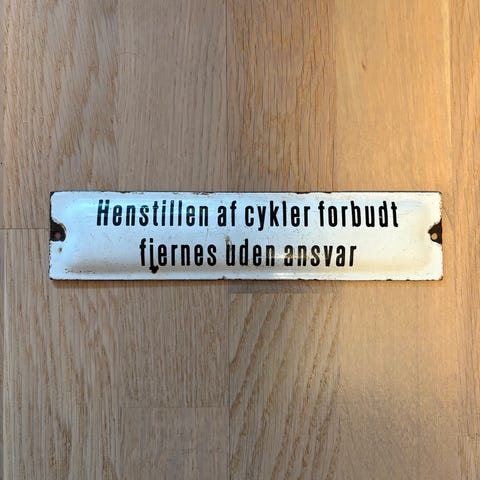 Henstillen af cykler forbudt
fjernes uden ansvar